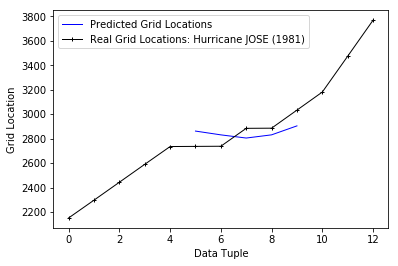 3800
3600
3400
3200
3000
2800
2600
2400
2200
Grid Location
Predicted Grid Locations
Real Grid Locations: Hurricane JOSE (1981)
0 2 4 6 8 10 12
Data Tuple